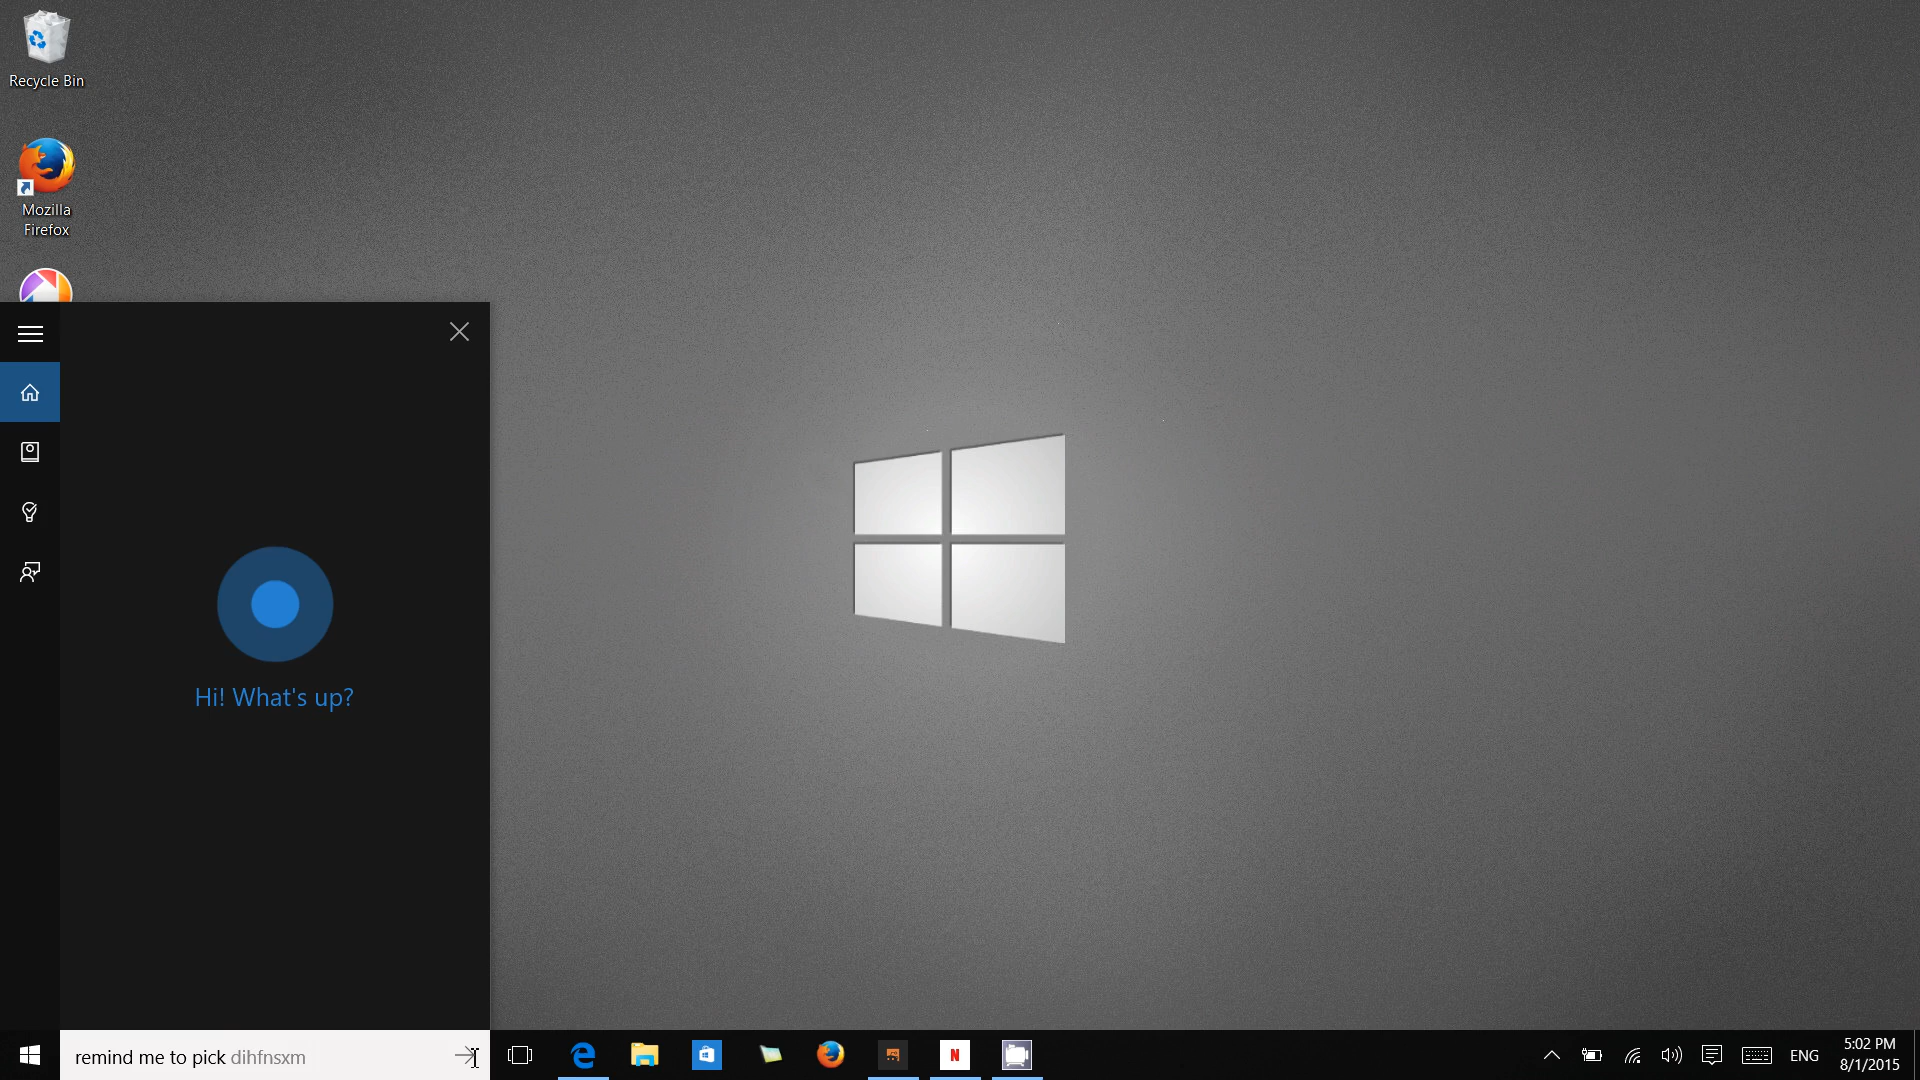 Recycle Bin
Mozilla
Firefox
Hi! What's up?
remind me to pick dihfnsxm
N
ENG
5:02 PM
8/1/2015